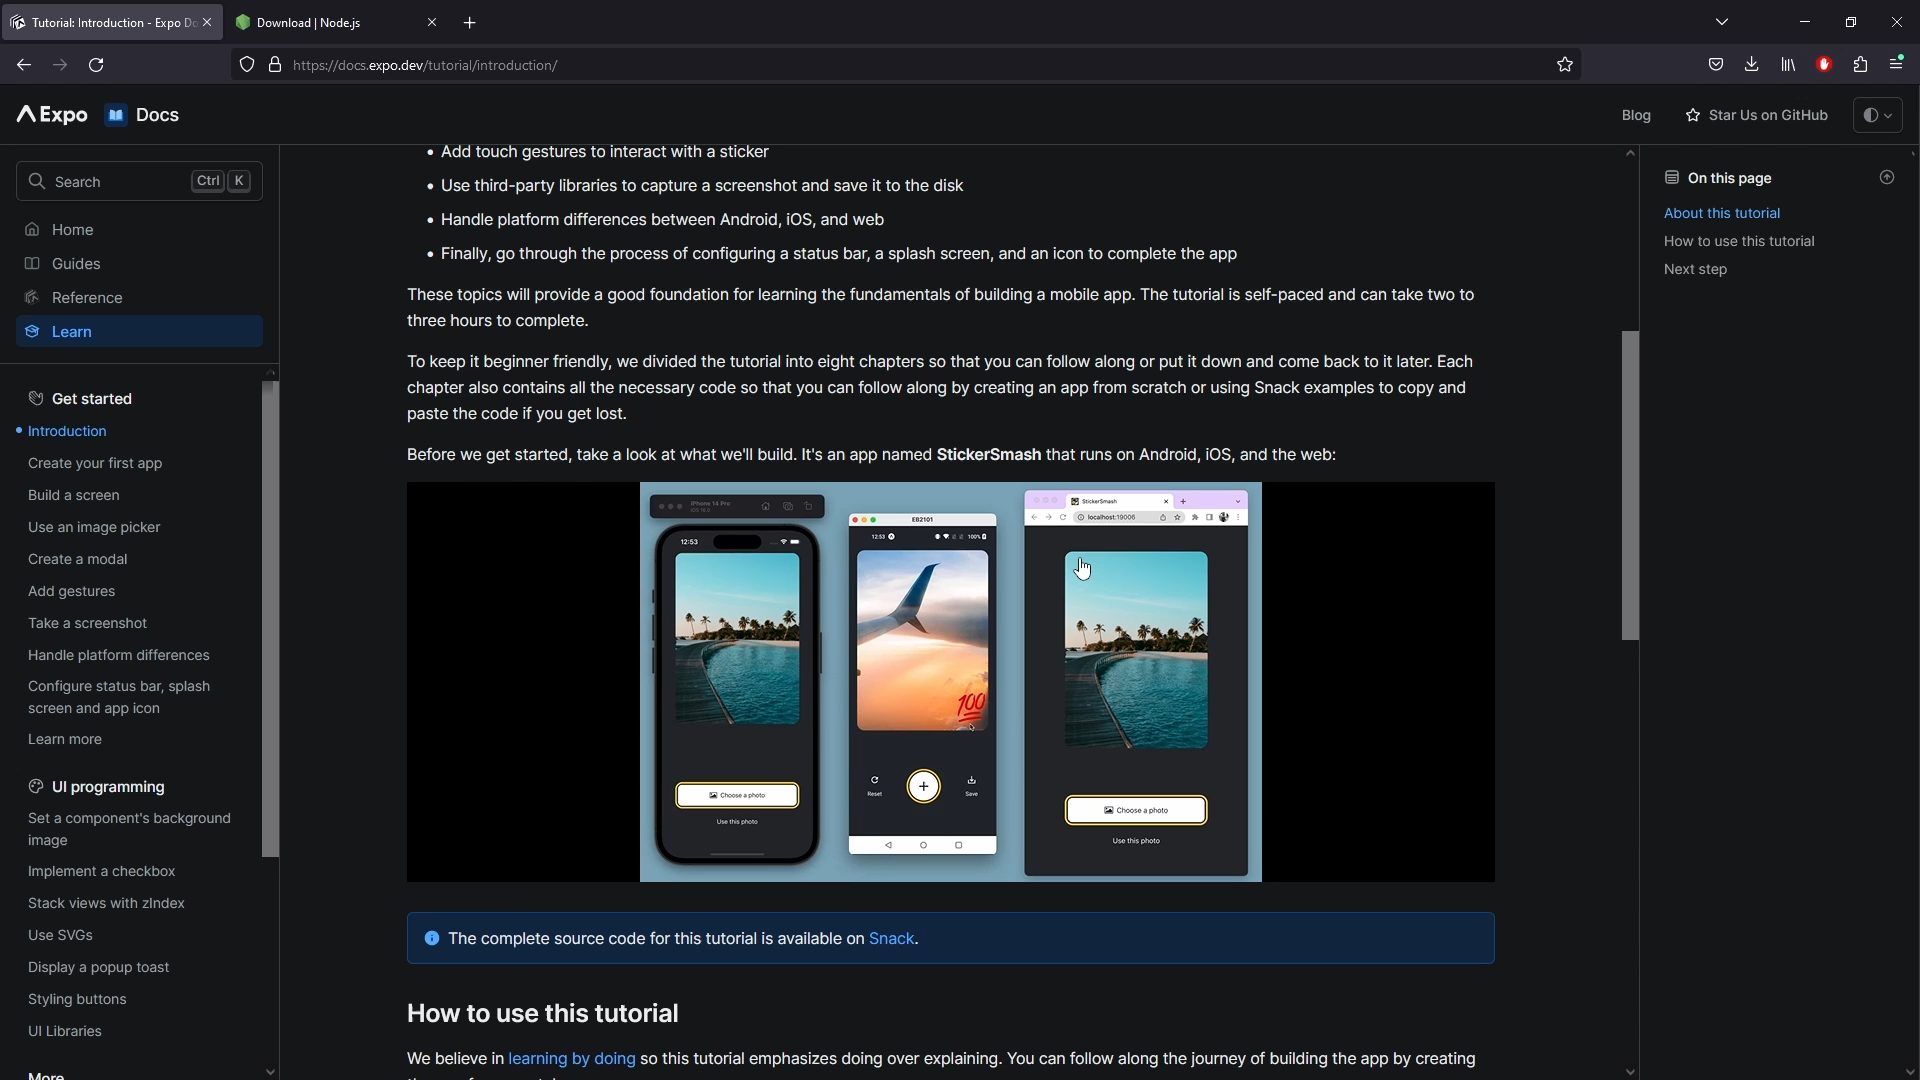 Tutorial: Introduction - Expo Do
Download | Node.js
https://docs.expo.dev/tutorial/introduction/
Expo
Docs
Blog
Star Us on GitHub
Search
Ctrl
K
Home
Guides
Reference
Learn
Get started
Introduction
Create your first app
Build a screen
Use an image picker
Create a modal
Add gestures
Take a screenshot
Handle platform differences
Configure status bar, splash
screen and app icon
Learn more
UI programming
Set a component's background
image
Implement a checkbox
Stack views with zIndex
Use SVGs
Display a popup toast
Styling buttons
UI Libraries
More
• Add touch gestures to interact with a sticker
• Use third-party libraries to capture a screenshot and save it to the disk
• Handle platform differences between Android, iOS, and web
• Finally, go through the process of configuring a status bar, a splash screen, and an icon to complete the app
These topics will provide a good foundation for learning the fundamentals of building a mobile app. The tutorial is self-paced and can take two to
three hours to complete.
To keep it beginner friendly, we divided the tutorial into eight chapters so that you can follow along or put it down and come back to it later. Each
chapter also contains all the necessary code so that you can follow along by creating an app from scratch or using Snack examples to copy and
paste the code if you get lost.
Before we get started, take a look at what we'll build. It's an app named StickerSmash that runs on Android, iOS, and the web:
iPhone 14 Pro
iOS 16.0
12:53
Choose a photo
Use this photo
EB2101
12:53
100%
100
Reset
Save
StickerSmash
localhost:19006
Choose a photo
Use this photo
The complete source code for this tutorial is available on Snack.
How to use this tutorial
We believe in learning by doing so this tutorial emphasizes doing over explaining. You can follow along the journey of building the app by creating
On this page
About this tutorial
How to use this tutorial
Next step